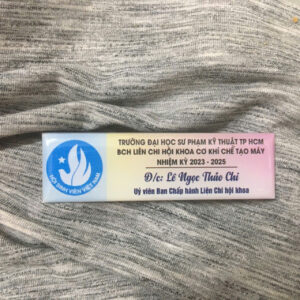 TRƯỜNG ĐẠI HỌC SƯ PHẠM KỸ THUẬT TP HCM
BCH LIÊN CHI HỘI KHOA CƠ KHÍ CHẾ TẠO MÁY
NHIỆM KỲ 2023 - 2025
Đ/c: Lê Ngọc Thảo Chi
Uỷ viên Ban Chấp hành Liên Chi hội khoa
HỘI SINH VIÊN VIỆT NAM